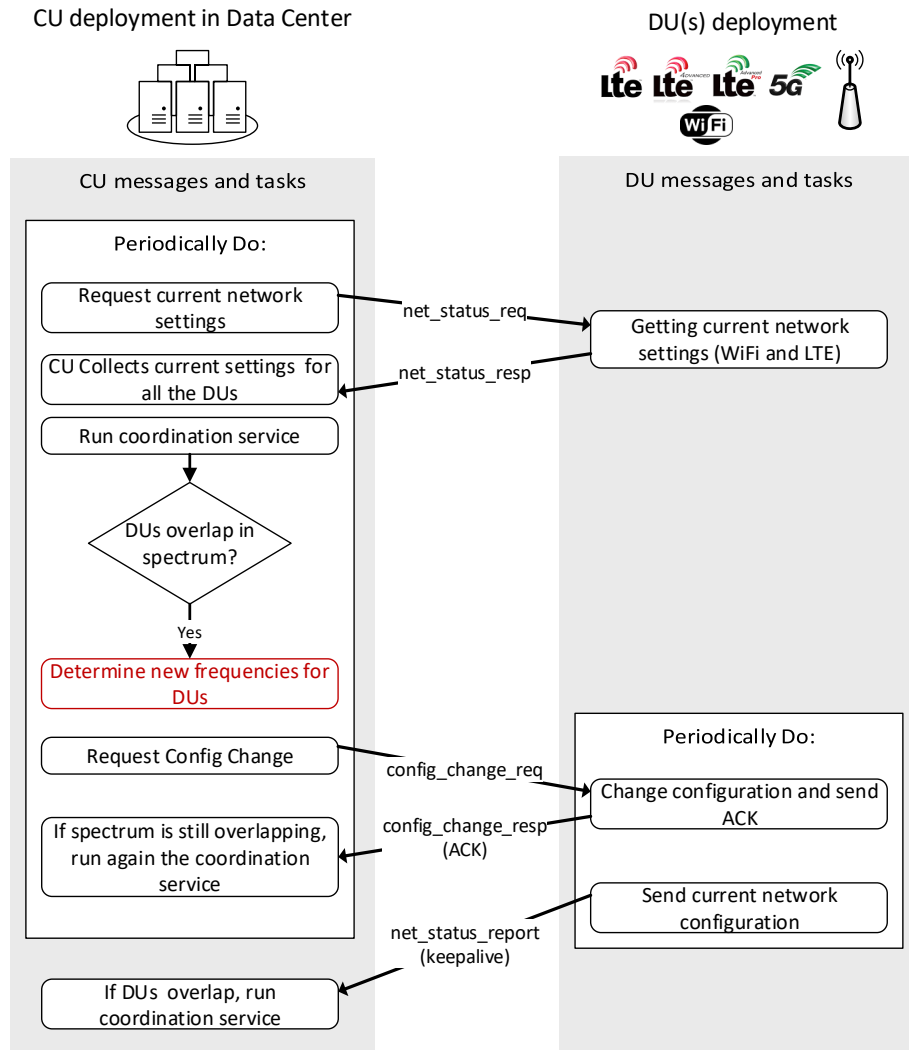 CU deployment in Data Center
DU(s) deployment
Lte
Lte
ADVANCED
Lte
Advanced
Pro
5G
WiFi
CU messages and tasks
DU messages and tasks
Periodically Do:
Request current network
settings
net_status_req
Getting current network
settings (WiFi and LTE)
CU Collects current settings for
all the DUs
net_status_resp
Run coordination service
DUs overlap in
spectrum?
Yes
Determine new frequencies for
DUs
Periodically Do:
Request Config Change
config_change_req
Change configuration and send
ACK
If spectrum is still overlapping,
run again the coordination
service
config_change_resp
(ACK)
Send current network
configuration
net_status_report
(keepalive)
If DUs overlap, run
coordination service